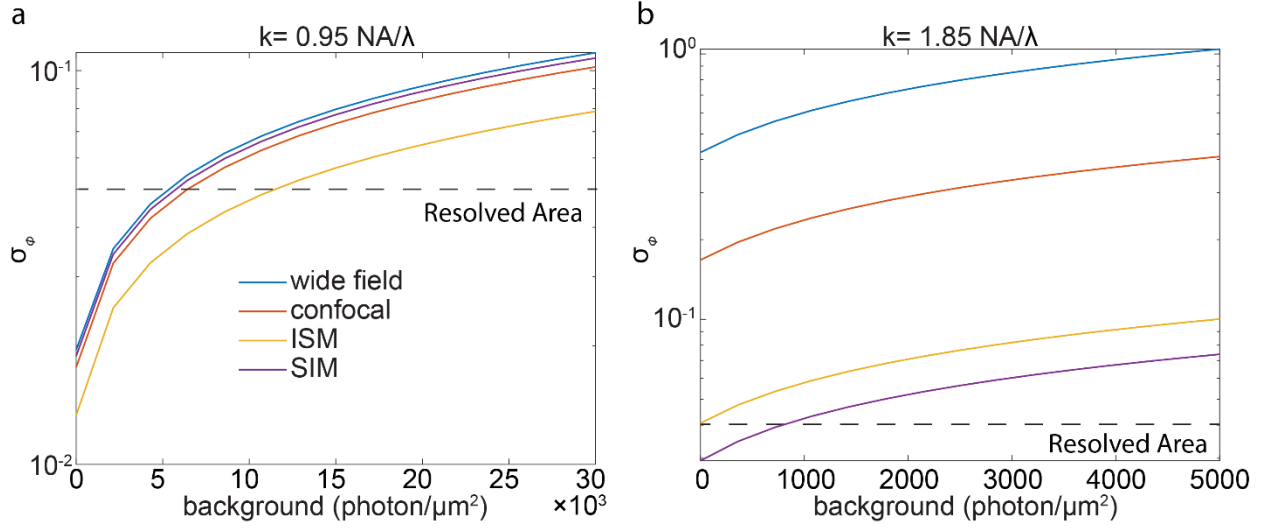 a
k= 0.95 NA/λ
10⁻¹
10⁻²
σ_φ
Resolved Area
wide field
confocal
ISM
SIM
0 5 10 15 20 25 30
×10³
background (photon/µm²)
b
k= 1.85 NA/λ
10⁰
10⁻¹
σ_φ
Resolved Area
0 1000 2000 3000 4000 5000
background (photon/µm²)